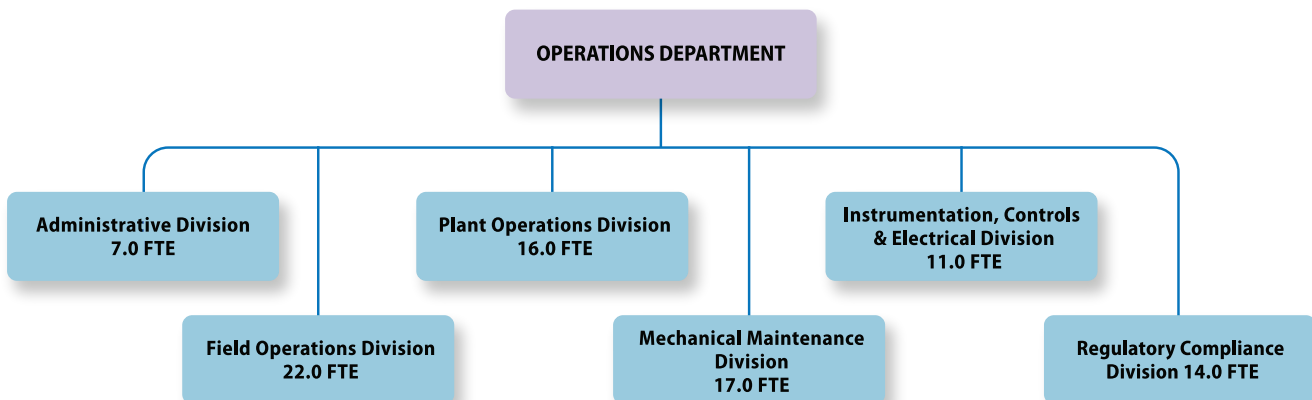 OPERATIONS DEPARTMENT
Administrative Division
7.0 FTE
Plant Operations Division
16.0 FTE
Instrumentation, Controls
& Electrical Division
11.0 FTE
Field Operations Division
22.0 FTE
Mechanical Maintenance
Division
17.0 FTE
Regulatory Compliance
Division 14.0 FTE